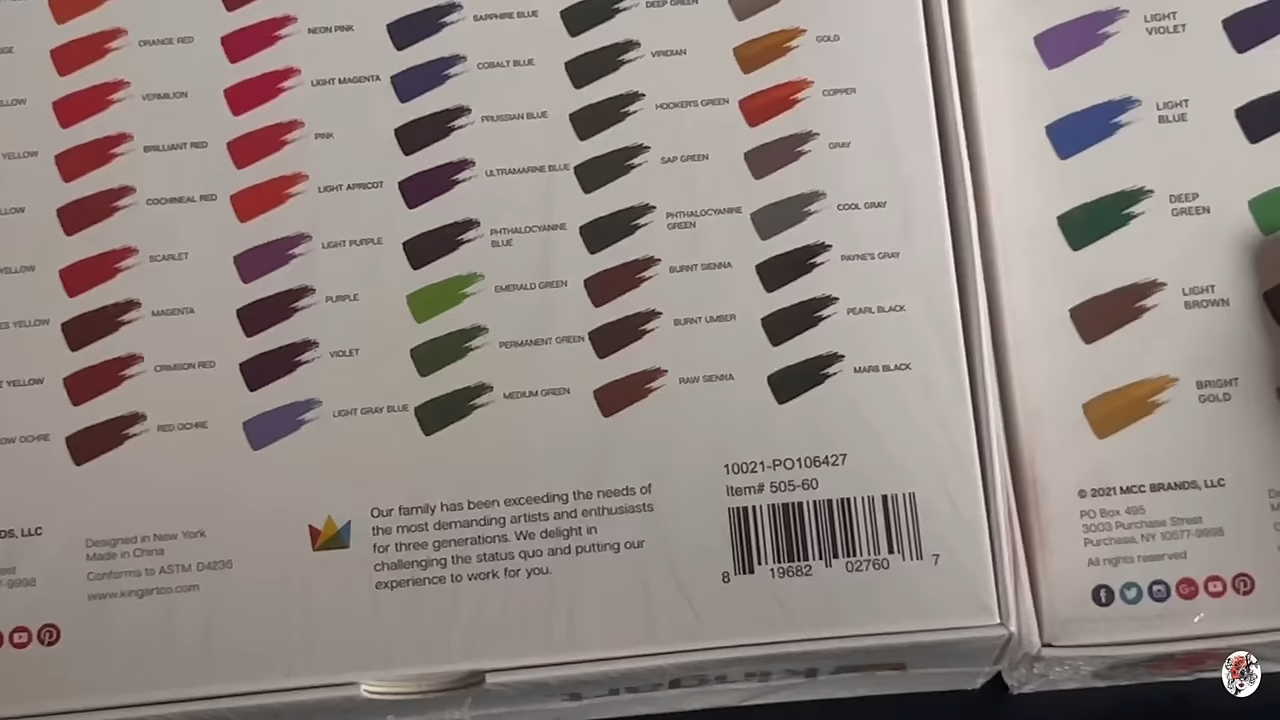 ORANGE RED
VERMILION
BRILLIANT RED
COCHINEAL RED
SCARLET
MAGENTA
CRIMSON RED
RED OCHRE
YELLOW
NEON PINK
LIGHT MAGENTA
PINK
LIGHT APRICOT
LIGHT PURPLE
PURPLE
VIOLET
LIGHT GRAY BLUE
SAPPHIRE BLUE
COBALT BLUE
PRUSSIAN BLUE
ULTRAMARINE BLUE
PHTHALOCYANINE
BLUE
EMERALD GREEN
PERMANENT GREEN
MEDIUM GREEN
DEEP GREEN
VIRIDIAN
HOOKER'S GREEN
SAP GREEN
PHTHALOCYANINE
GREEN
BURNT SIENNA
BURNT UMBER
RAW SIENNA
GOLD
COPPER
GRAY
COOL GRAY
PAYNE'S GRAY
PEARL BLACK
MARS BLACK
DS, LLC
Designed in New York
Made in China
Conforms to ASTM D4236
www.kingartco.com
Our family has been exceeding the needs of
the most demanding artists and enthusiasts
for three generations. We delight in
challenging the status quo and putting our
experience to work for you.
10021-PO106427
Item# 505-60
8 19682 02760 7
LIGHT
VIOLET
LIGHT
BLUE
DEEP
GREEN
LIGHT
BROWN
BRIGHT
GOLD
© 2021 MCC BRANDS, LLC
PO Box 495
3003 Purchase Street
Purchase, NY 10577-9998
All rights reserved